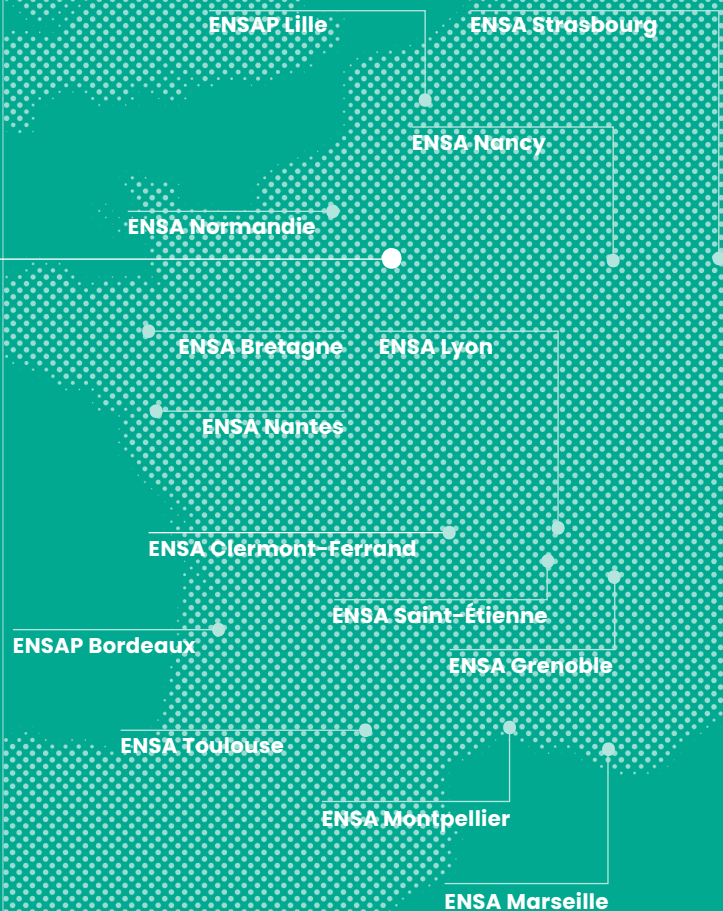 ENSAP Lille
ENSA Strasbourg
ENSA Nancy
ENSA Normandie
ENSA Bretagne
ENSA Lyon
ENSA Nantes
ENSA Clermont-Ferrand
ENSA Saint-Étienne
ENSAP Bordeaux
ENSA Grenoble
ENSA Toulouse
ENSA Montpellier
ENSA Marseille